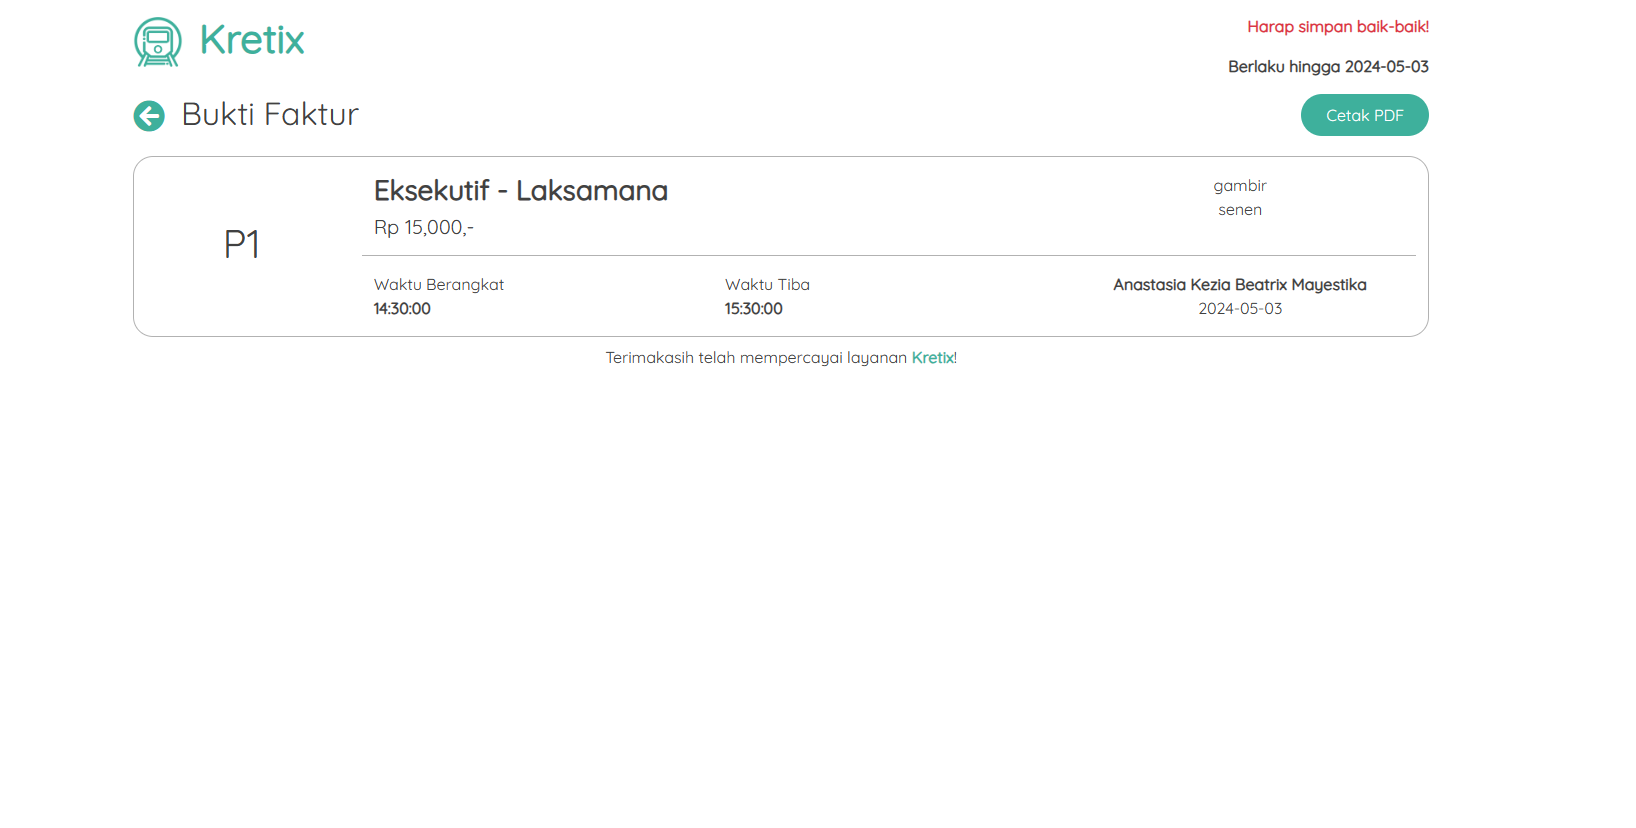 Kretix
Harap simpan baik-baik!
Berlaku hingga 2024-05-03
Bukti Faktur
Cetak PDF
P1
Eksekutif - Laksamana
Rp 15,000,-
gambir
senen
Waktu Berangkat
14:30:00
Waktu Tiba
15:30:00
Anastasia Kezia Beatrix Mayestika
2024-05-03
Terimakasih telah mempercayai layanan Kretix!